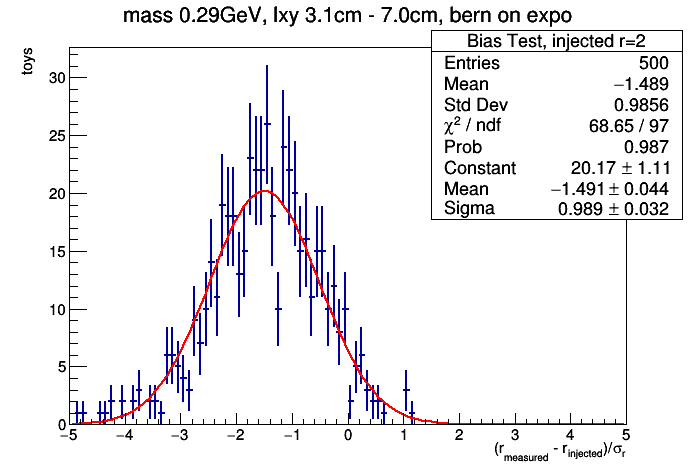 mass 0.29GeV, lxy 3.1cm - 7.0cm, bern on expo
Bias Test, injected r=2
Entries 500
Mean −1.489
Std Dev 0.9856
χ² / ndf 68.65 / 97
Prob 0.987
Constant 20.17 ± 1.11
Mean −1.491 ± 0.044
Sigma 0.989 ± 0.032
toys
30
25
20
15
10
5
0
−5 −4 −3 −2 −1 0 1 2 3 4 5
(r_measured - r_injected)/σ_r